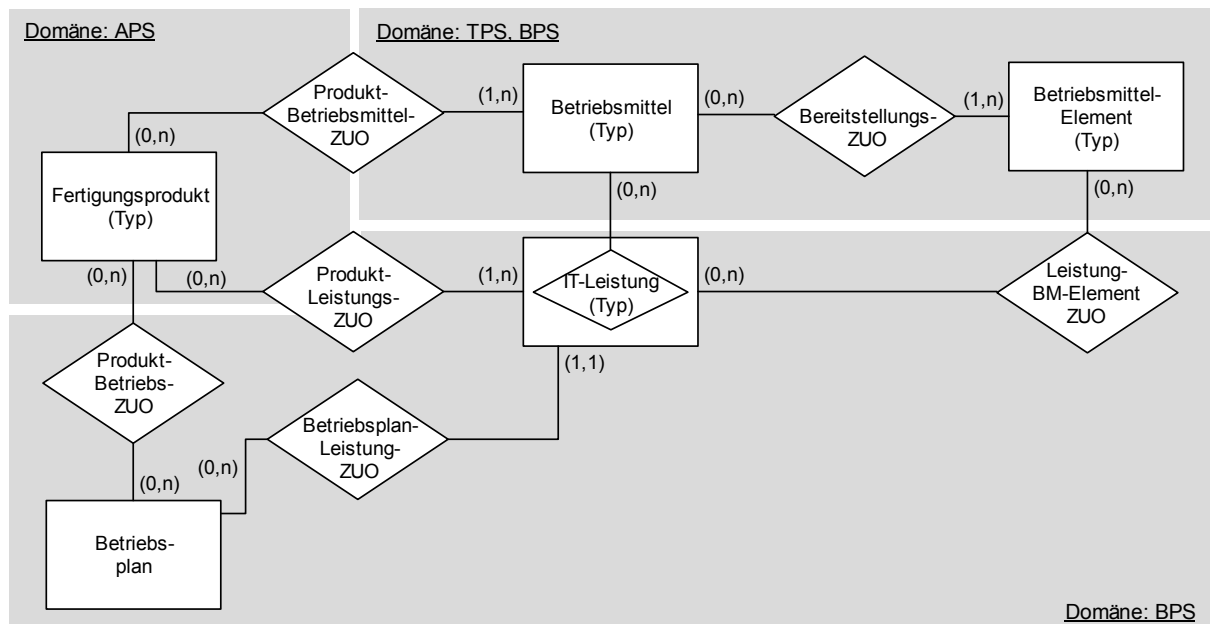 Domäne: APS
Domäne: TPS, BPS
Produkt-
Betriebsmittel-
ZUO
(1,n)
Betriebsmittel
(Typ)
(0,n)
Bereitstellungs-
ZUO
(1,n)
Betriebsmittel-
Element
(Typ)
(0,n)
Fertigungsprodukt
(Typ)
(0,n)
(0,n)
(0,n)
(0,n)
Produkt-
Leistungs-
ZUO
(1,n)
IT-Leistung
(Typ)
(0,n)
Leistung-
BM-Element
ZUO
Produkt-
Betriebs-
ZUO
(1,1)
Betriebsplan-
Leistung-
ZUO
(0,n)
(0,n)
Betriebs-
plan
Domäne: BPS